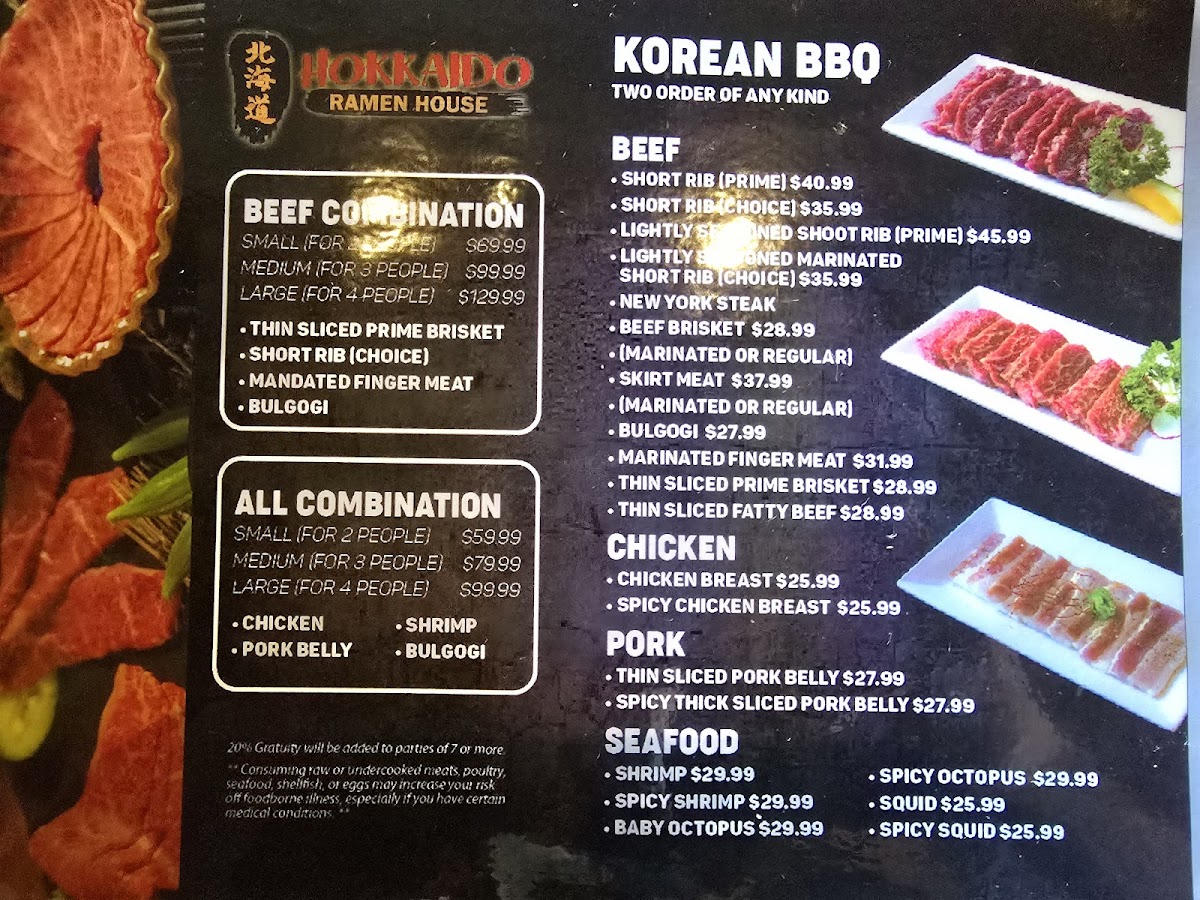 北海道
HOKKAIDO
RAMEN HOUSE
BEEF COMBINATION
SMALL (FOR 2 PEOPLE) $69.99
MEDIUM (FOR 3 PEOPLE) $99.99
LARGE (FOR 4 PEOPLE) $129.99
• THIN SLICED PRIME BRISKET
• SHORT RIB (CHOICE)
• MANDATED FINGER MEAT
• BULGOGI
ALL COMBINATION
SMALL (FOR 2 PEOPLE) $59.99
MEDIUM (FOR 3 PEOPLE) $79.99
LARGE (FOR 4 PEOPLE) $99.99
• CHICKEN • SHRIMP
• PORK BELLY • BULGOGI
20% Gratuity will be added to parties of 7 or more.
** Consuming raw or undercooked meats, poultry,
seafood, shellfish, or eggs may increase your risk
off foodborne illness, especially if you have certain
medical conditions. **
KOREAN BBQ
TWO ORDER OF ANY KIND
BEEF
• SHORT RIB (PRIME) $40.99
• SHORT RIB (CHOICE) $35.99
• LIGHTLY SEASONED SHOOT RIB (PRIME) $45.99
• LIGHTLY SEASONED MARINATED
SHORT RIB (CHOICE) $35.99
• NEW YORK STEAK
• BEEF BRISKET $28.99
• (MARINATED OR REGULAR)
• SKIRT MEAT $37.99
• (MARINATED OR REGULAR)
• BULGOGI $27.99
• MARINATED FINGER MEAT $31.99
• THIN SLICED PRIME BRISKET $28.99
• THIN SLICED FATTY BEEF $28.99
CHICKEN
• CHICKEN BREAST $25.99
• SPICY CHICKEN BREAST $25.99
PORK
• THIN SLICED PORK BELLY $27.99
• SPICY THICK SLICED PORK BELLY $27.99
SEAFOOD
• SHRIMP $29.99 • SPICY OCTOPUS $29.99
• SPICY SHRIMP $29.99 • SQUID $25.99
• BABY OCTOPUS $29.99 • SPICY SQUID $25.99